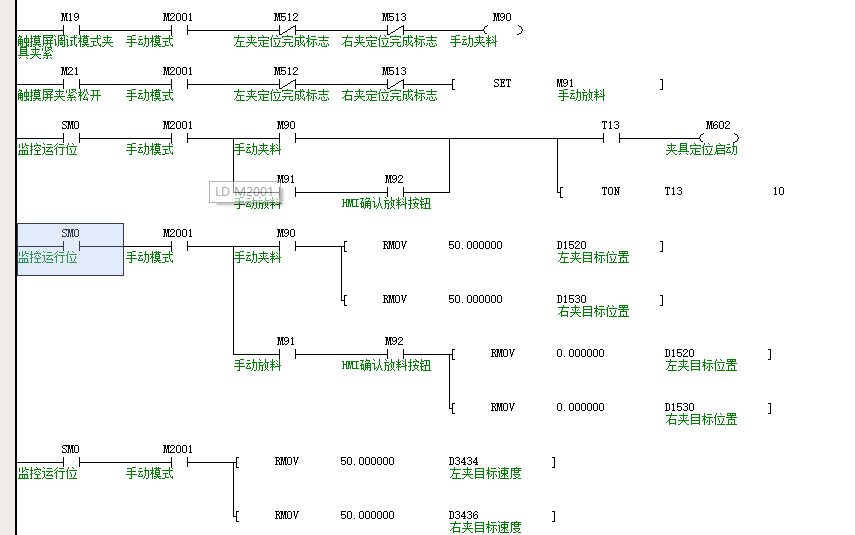 M19 M2001 M512 M513 M90
触摸屏调试模式夹具夹紧 手动模式 左夹定位完成标志 右夹定位完成标志 手动夹料
M21 M2001 M512 M513 SET M91
触摸屏夹紧松开 手动模式 左夹定位完成标志 右夹定位完成标志 手动放料
SM0 M2001 M90 T13 M602
监控运行位 手动模式 手动夹料 夹具定位启动
M91 M92 TON T13 10
LD M2001
手动放料 HMI确认放料按钮
SM0 M2001 M90 RMOV 50.000000 D1520
监控运行位 手动模式 手动夹料 左夹目标位置
RMOV 50.000000 D1530
右夹目标位置
M91 M92 RMOV 0.000000 D1520
手动放料 HMI确认放料按钮 左夹目标位置
RMOV 0.000000 D1530
右夹目标位置
SM0 M2001 RMOV 50.000000 D3434
监控运行位 手动模式 左夹目标速度
RMOV 50.000000 D3436
右夹目标速度